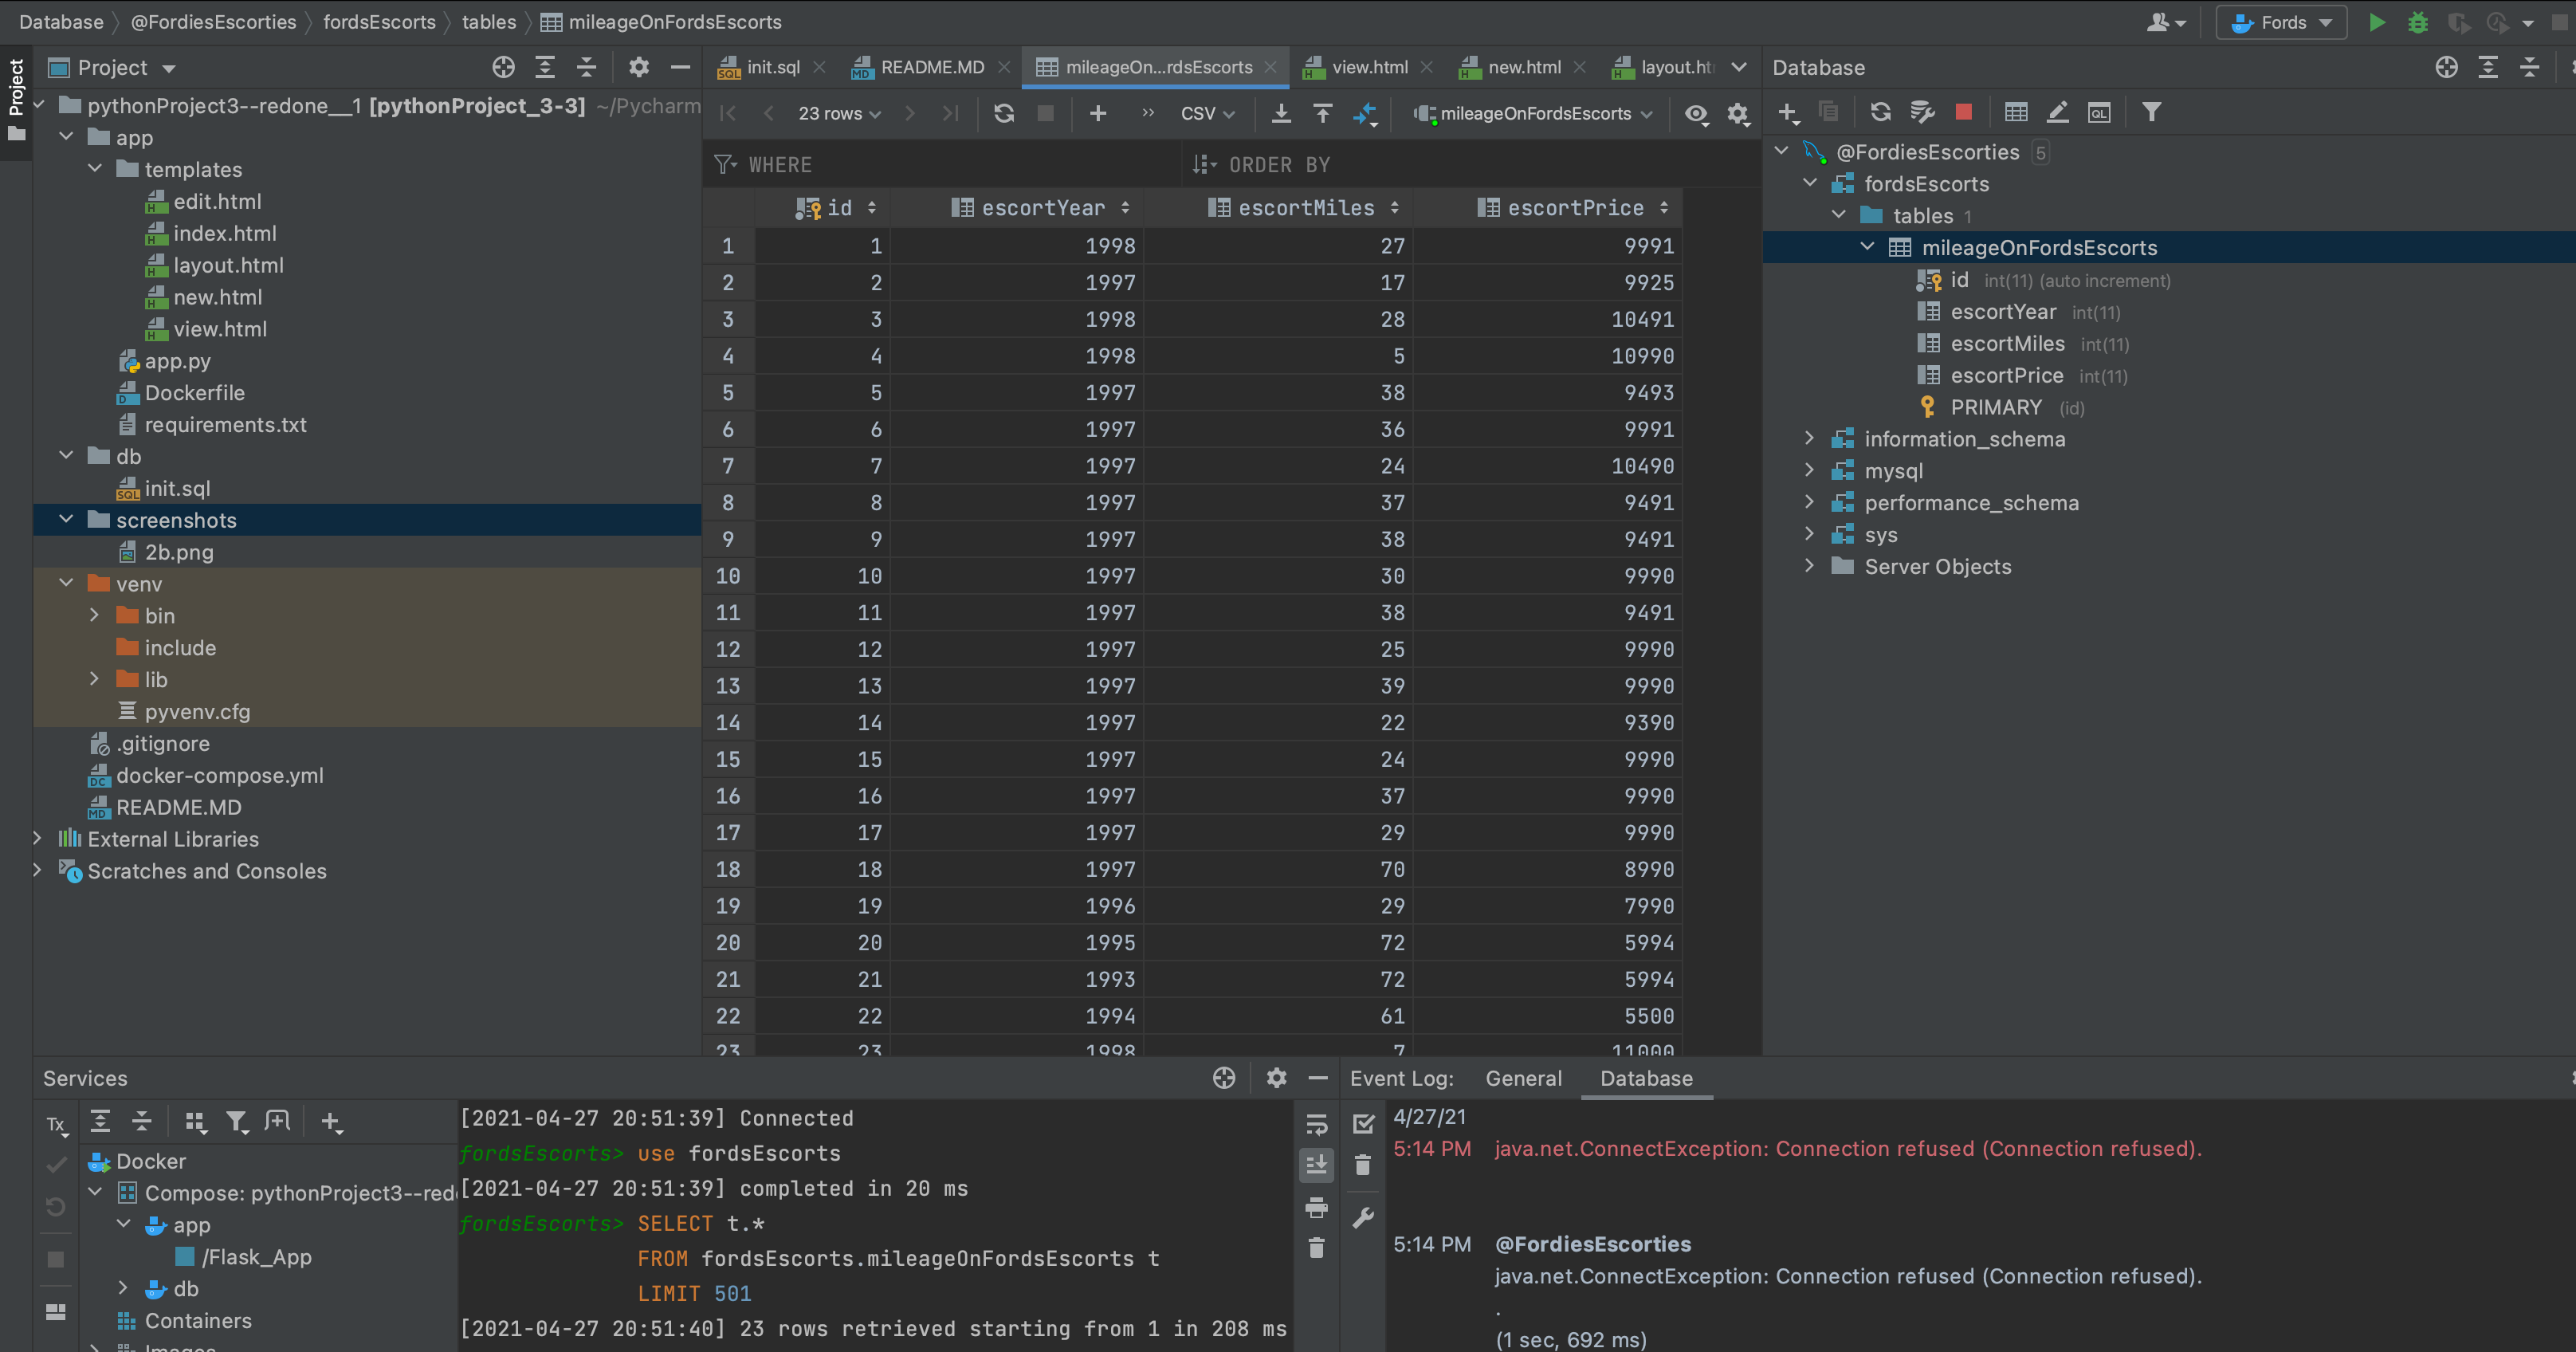 Database @FordiesEscorties fordsEscorts tables mileageOnFordsEscorts
Fords
Project
Project
pythonProject3--redone__1 [pythonProject_3-3] ~/Pycharm
app
templates
edit.html
index.html
layout.html
new.html
view.html
app.py
Dockerfile
requirements.txt
db
init.sql
screenshots
2b.png
venv
bin
include
lib
pyvenv.cfg
.gitignore
docker-compose.yml
README.MD
External Libraries
Scratches and Consoles
init.sql README.MD mileageOn...rdsEscorts view.html new.html layout.ht
23 rows CSV mileageOnFordsEscorts
WHERE ORDER BY
id escortYear escortMiles escortPrice
1 1 1998 27 9991
2 2 1997 17 9925
3 3 1998 28 10491
4 4 1998 5 10990
5 5 1997 38 9493
6 6 1997 36 9991
7 7 1997 24 10490
8 8 1997 37 9491
9 9 1997 38 9491
10 10 1997 30 9990
11 11 1997 38 9491
12 12 1997 25 9990
13 13 1997 39 9990
14 14 1997 22 9390
15 15 1997 24 9990
16 16 1997 37 9990
17 17 1997 29 9990
18 18 1997 70 8990
19 19 1996 29 7990
20 20 1995 72 5994
21 21 1993 72 5994
22 22 1994 61 5500
23 23 1998 7 11000
Database
@FordiesEscorties 5
fordsEscorts
tables 1
mileageOnFordsEscorts
id int(11) (auto increment)
escortYear int(11)
escortMiles int(11)
escortPrice int(11)
PRIMARY (id)
information_schema
mysql
performance_schema
sys
Server Objects
Services
Tx
Docker
Compose: pythonProject3--red
app
/Flask_App
db
Containers
Images
[2021-04-27 20:51:39] Connected
fordsEscorts> use fordsEscorts
[2021-04-27 20:51:39] completed in 20 ms
fordsEscorts> SELECT t.*
FROM fordsEscorts.mileageOnFordsEscorts t
LIMIT 501
[2021-04-27 20:51:40] 23 rows retrieved starting from 1 in 208 ms
Event Log: General Database
4/27/21
5:14 PM java.net.ConnectException: Connection refused (Connection refused).
5:14 PM @FordiesEscorties
java.net.ConnectException: Connection refused (Connection refused).
.
(1 sec, 692 ms)